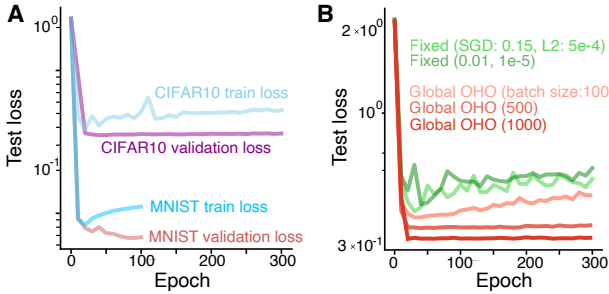 A
Test loss
10⁰
10⁻¹
CIFAR10 train loss
CIFAR10 validation loss
MNIST train loss
MNIST validation loss
0
100
200
300
Epoch
B
Test loss
2 × 10⁰
10⁰
3 × 10⁻¹
Fixed (SGD: 0.15, L2: 5e-4)
Fixed (0.01, 1e-5)
Global OHO (batch size:100
Global OHO (500)
Global OHO (1000)
0
100
200
300
Epoch